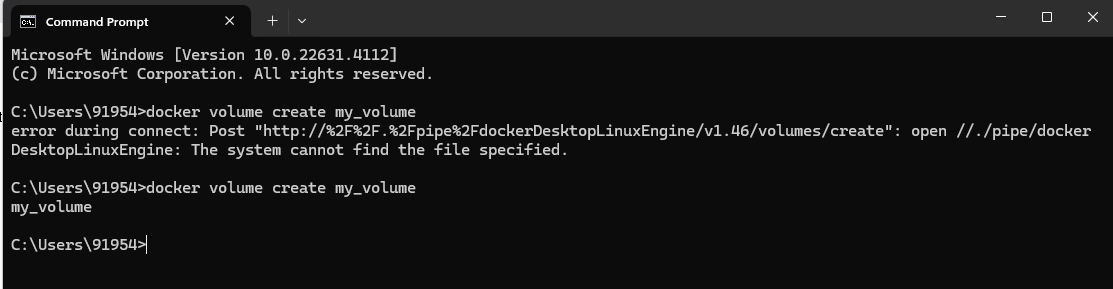 Command Prompt
Microsoft Windows [Version 10.0.22631.4112]
(c) Microsoft Corporation. All rights reserved.
C:\Users\91954>docker volume create my_volume
error during connect: Post "http://%2F%2F.%2Fpipe%2FdockerDesktopLinuxEngine/v1.46/volumes/create": open //./pipe/docker
DesktopLinuxEngine: The system cannot find the file specified.
C:\Users\91954>docker volume create my_volume
my_volume
C:\Users\91954>